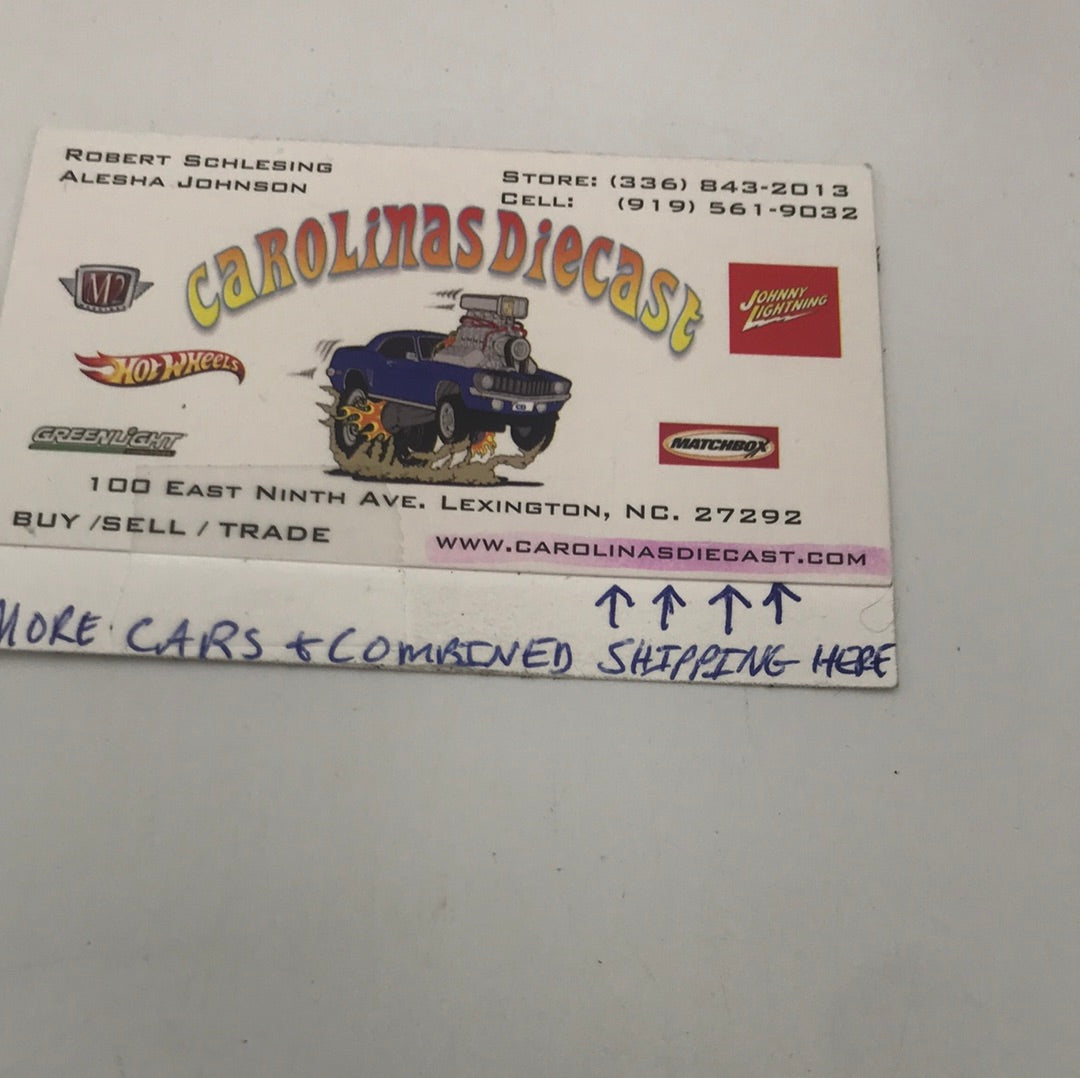 ROBERT SCHLESING
ALESHA JOHNSON
STORE: (336) 843-2013
CELL: (919) 561-9032
CAROLINAS DIECAST
M2
JOHNNY
LIGHTNING
HOT WHEELS
GREENLIGHT
MATCHBOX
100 EAST NINTH AVE. LEXINGTON, NC. 27292
BUY /SELL / TRADE
WWW.CAROLINASDIECAST.COM
↑ ↑ ↑ ↑
MORE CARS + COMBINED SHIPPING HERE